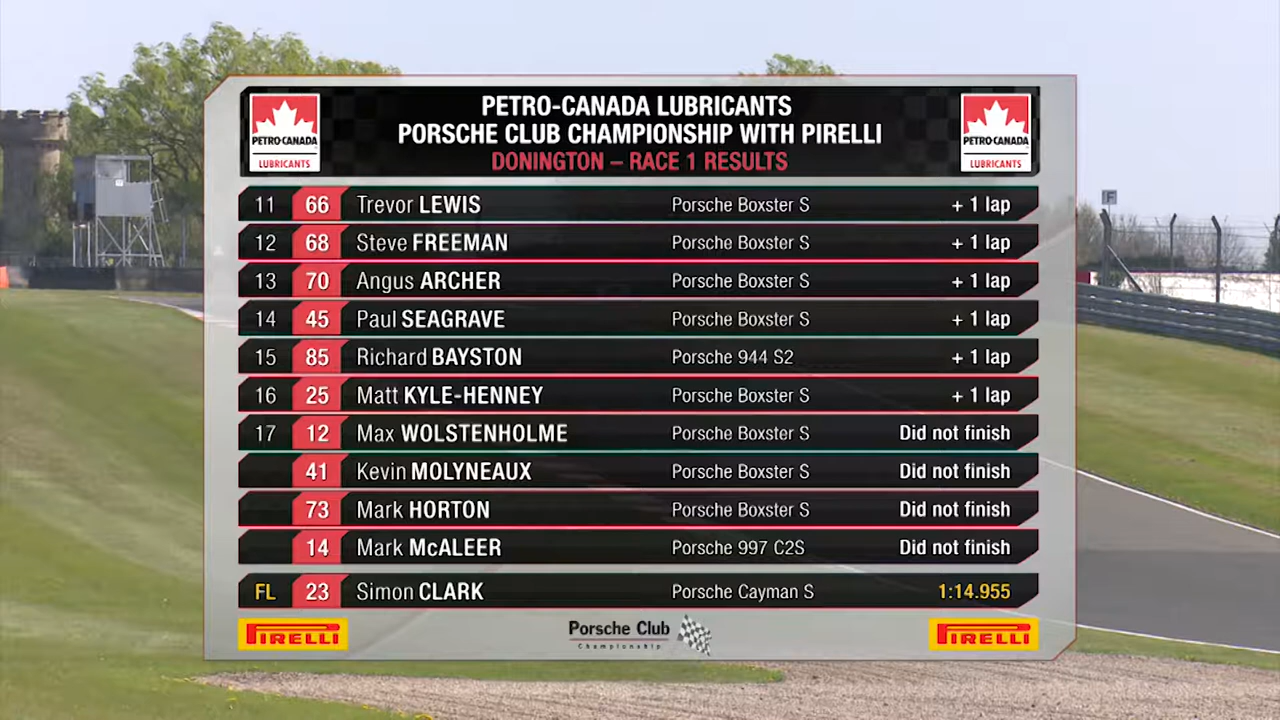 PETRO-CANADA LUBRICANTS
PORSCHE CLUB CHAMPIONSHIP WITH PIRELLI
DONINGTON – RACE 1 RESULTS
PETRO-CANADA
LUBRICANTS
PETRO-CANADA
LUBRICANTS
11 66 Trevor LEWIS Porsche Boxster S + 1 lap
12 68 Steve FREEMAN Porsche Boxster S + 1 lap
13 70 Angus ARCHER Porsche Boxster S + 1 lap
14 45 Paul SEAGRAVE Porsche Boxster S + 1 lap
15 85 Richard BAYSTON Porsche 944 S2 + 1 lap
16 25 Matt KYLE-HENNEY Porsche Boxster S + 1 lap
17 12 Max WOLSTENHOLME Porsche Boxster S Did not finish
41 Kevin MOLYNEAUX Porsche Boxster S Did not finish
73 Mark HORTON Porsche Boxster S Did not finish
14 Mark McALEER Porsche 997 C2S Did not finish
FL 23 Simon CLARK Porsche Cayman S 1:14.955
PIRELLI
Porsche Club
Championship
PIRELLI
F